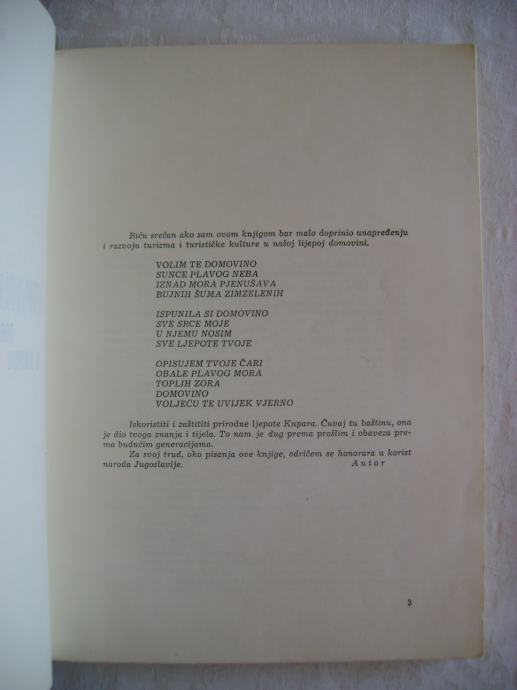 Biću srećan ako sam ovom knjigom bar malo doprinio unapređenju
i razvoju turizma i turističke kulture u našoj lijepoj domovini.
VOLIM TE DOMOVINO
SUNCE PLAVOG NEBA
IZNAD MORA PJENUŠAVA
BUJNIH ŠUMA ZIMZELENIH
ISPUNILA SI DOMOVINO
SVE SRCE MOJE
U NJEMU NOSIM
SVE LJEPOTE TVOJE
OPISUJEM TVOJE ČARI
OBALE PLAVOG MORA
TOPLIH ZORA
DOMOVINO
VOLJEĆU TE UVIJEK VJERNO
Iskoristiti i zaštititi prirodne ljepote Kupara. Čuvaj tu baštinu, ona
je dio tvoga znanja i tijela. To nam je dug prema prošlim i obaveza pre-
ma budućim generacijama.
Za svoj trud, oko pisanja ove knjige, odričem se honorara u korist
naroda Jugoslavije. Autor
3